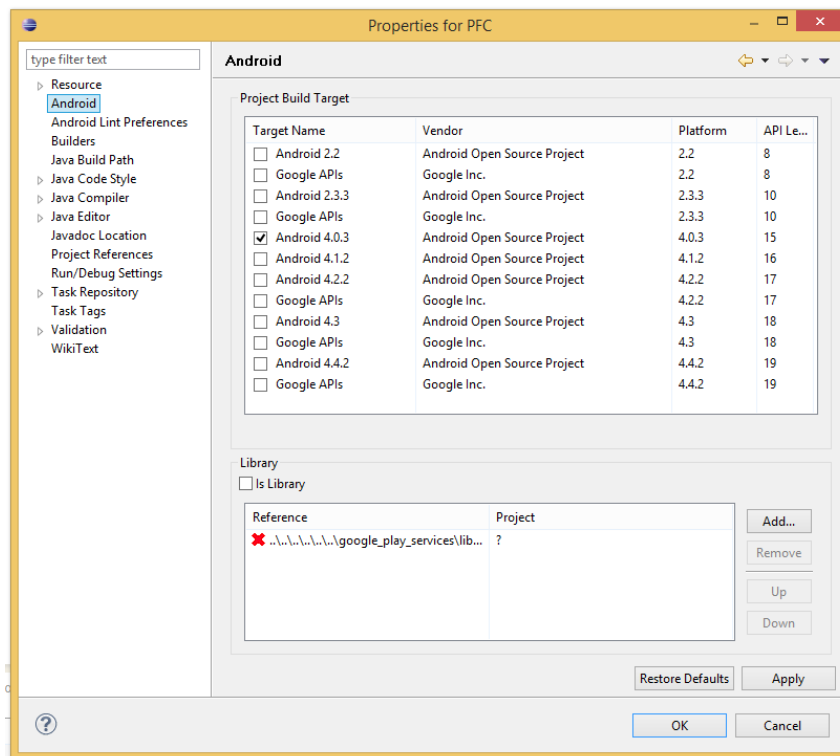 Properties for PFC
type filter text
Resource
Android
Android Lint Preferences
Builders
Java Build Path
Java Code Style
Java Compiler
Java Editor
Javadoc Location
Project References
Run/Debug Settings
Task Repository
Task Tags
Validation
WikiText
Android
Project Build Target
Target Name Vendor Platform API Le...
Android 2.2 Android Open Source Project 2.2 8
Google APIs Google Inc. 2.2 8
Android 2.3.3 Android Open Source Project 2.3.3 10
Google APIs Google Inc. 2.3.3 10
Android 4.0.3 Android Open Source Project 4.0.3 15
Android 4.1.2 Android Open Source Project 4.1.2 16
Android 4.2.2 Android Open Source Project 4.2.2 17
Google APIs Google Inc. 4.2.2 17
Android 4.3 Android Open Source Project 4.3 18
Google APIs Google Inc. 4.3 18
Android 4.4.2 Android Open Source Project 4.4.2 19
Google APIs Google Inc. 4.4.2 19
Library
Is Library
Reference Project
..\..\..\..\..\..\google_play_services\lib... ?
Add...
Remove
Up
Down
Restore Defaults Apply
OK Cancel